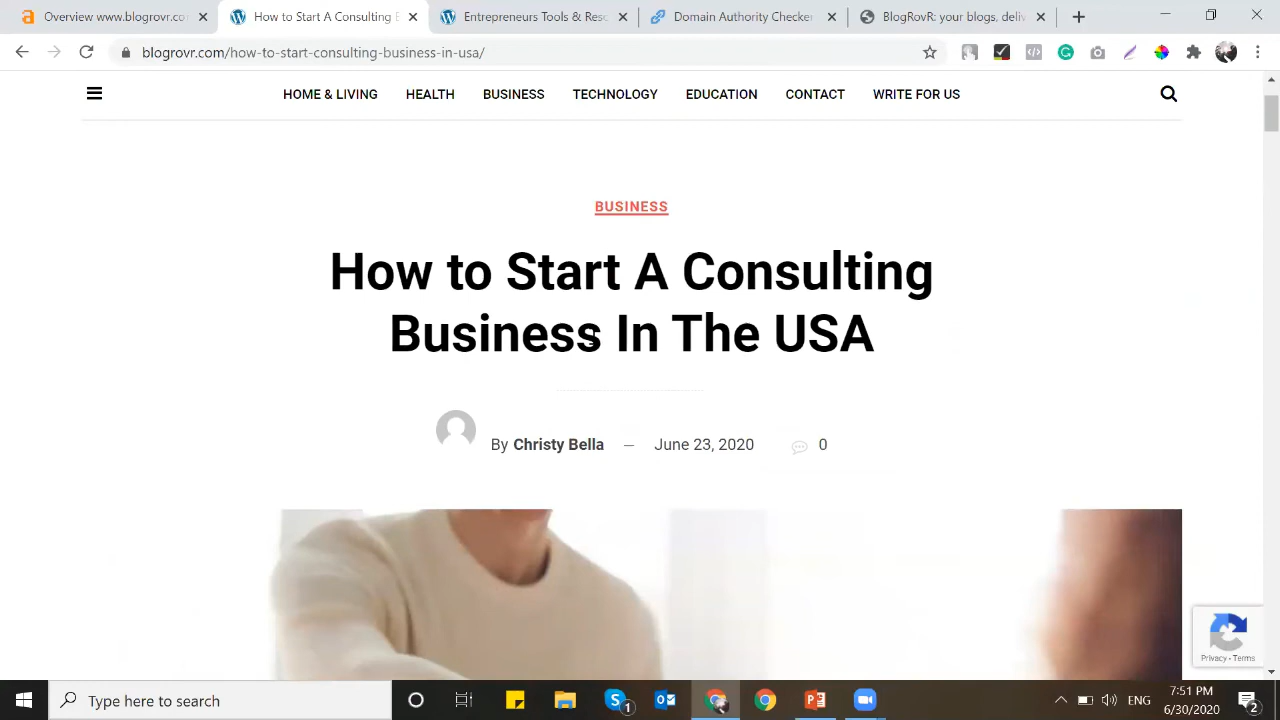 Overview www.blogrovr.co
How to Start A Consulting E
Entrepreneurs Tools & Res
Domain Authority Checker
BlogRovR: your blogs, deliv
blogrovr.com/how-to-start-consulting-business-in-usa/
HOME & LIVING HEALTH BUSINESS TECHNOLOGY EDUCATION CONTACT WRITE FOR US
BUSINESS
How to Start A Consulting
Business In The USA
By Christy Bella — June 23, 2020 0
Privacy - Terms
Type here to search
1
ENG
7:51 PM
6/30/2020
2